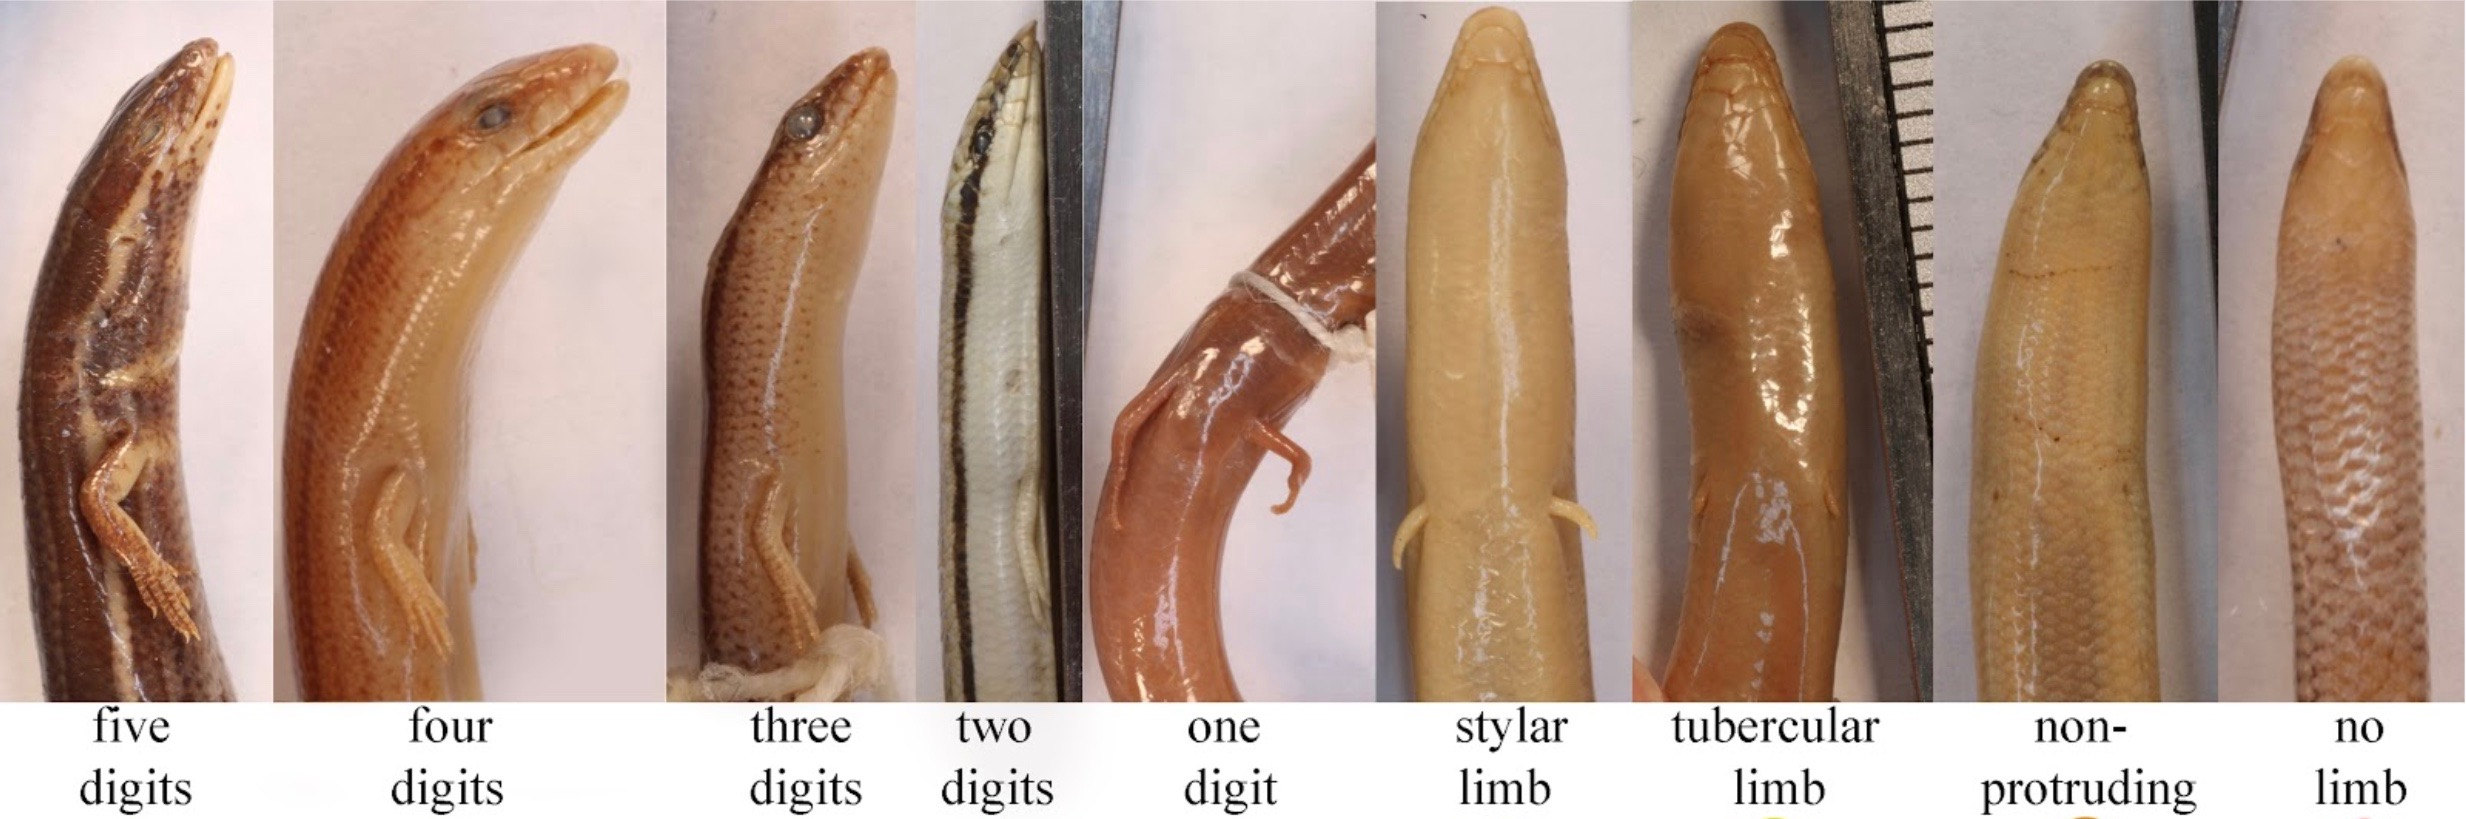 five digits
four digits
three digits
two digits
one digit
stylar limb
tubercular limb
non-protruding
no limb